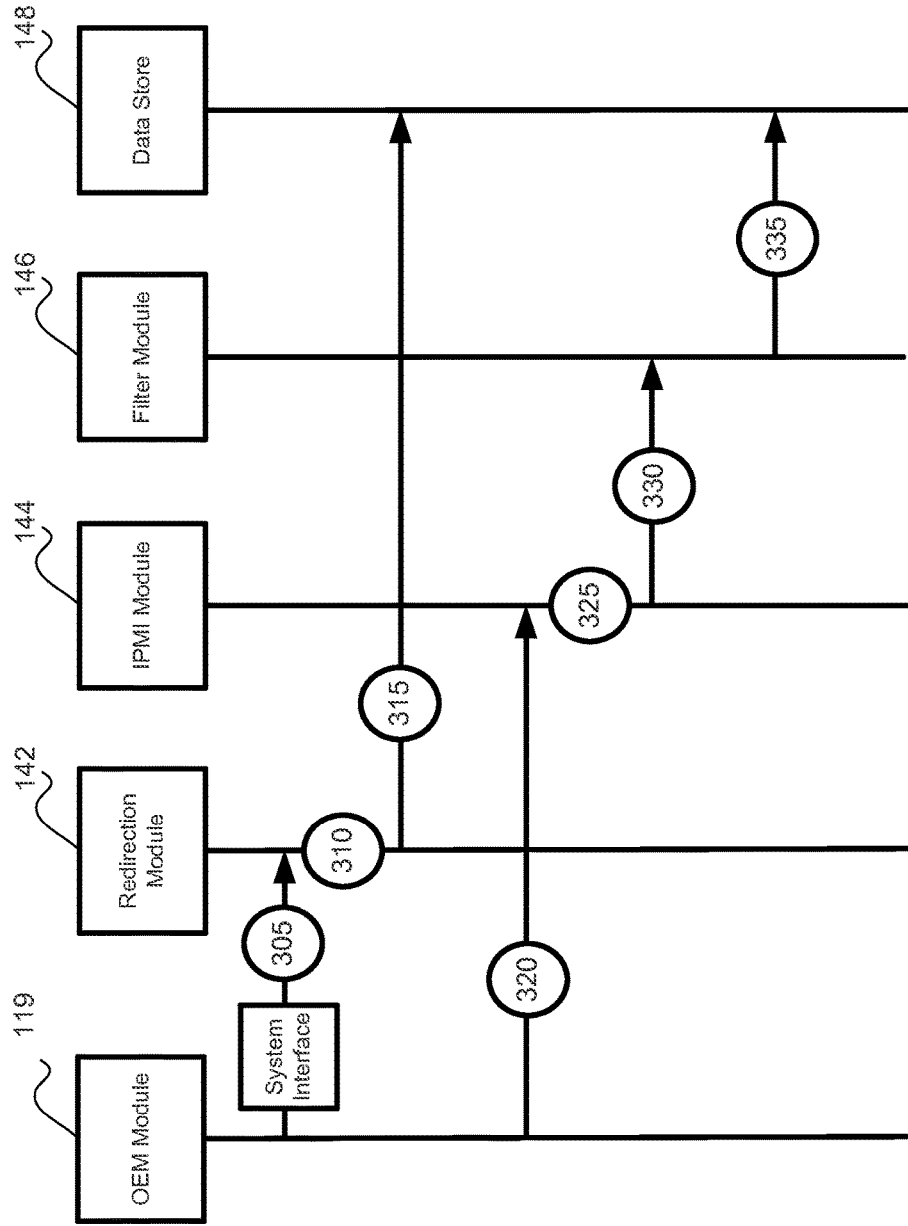 119
142
144
146
148
OEM Module
Redirection
Module
IPMI Module
Filter Module
Data Store
System
Interface
305
310
315
320
325
330
335